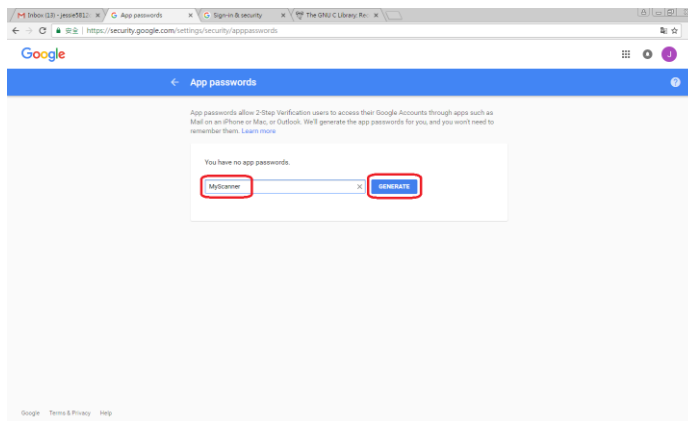 M Inbox (13) - jessie5812
G App passwords
G Sign-in & security
The GNU C Library: Re
安全 | https://security.google.com/settings/security/apppasswords
Google
J
← App passwords
?
App passwords allow 2-Step Verification users to access their Google Accounts through apps such as
Mail on an iPhone or Mac, or Outlook. We'll generate the app passwords for you, and you won't need to
remember them. Learn more
You have no app passwords.
MyScanner
GENERATE
Google Terms & Privacy Help